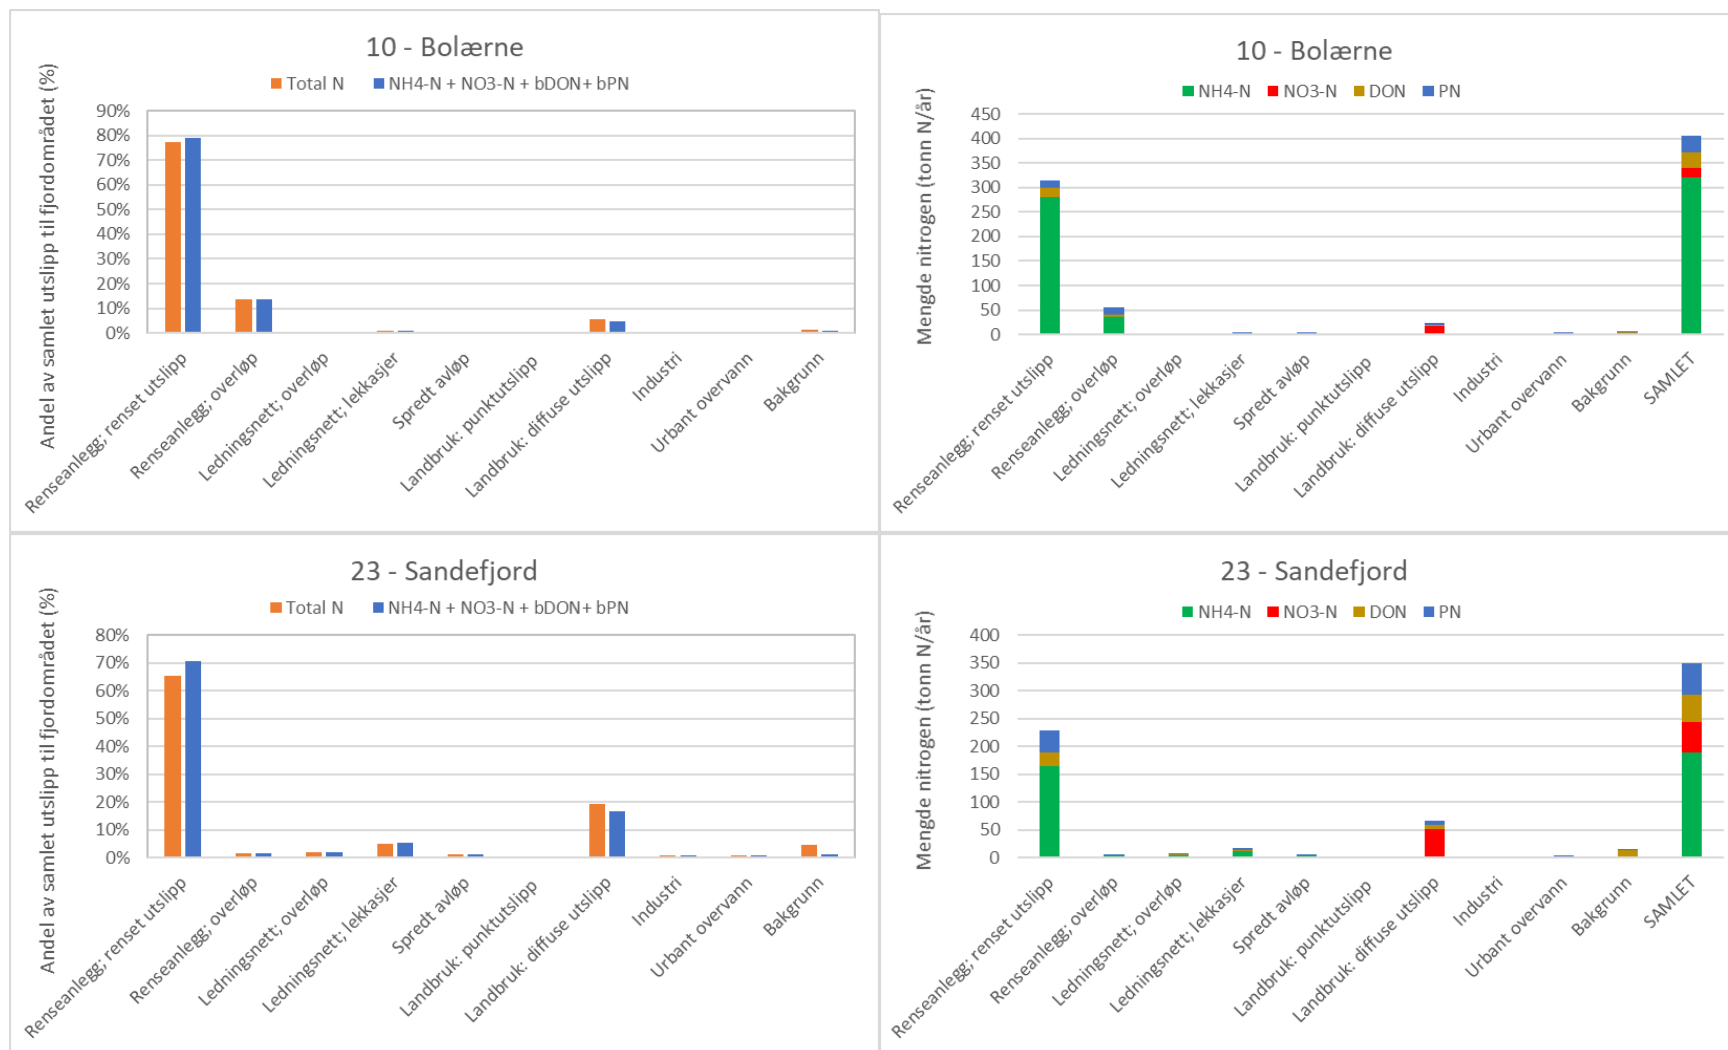 10 - Bolærne
Total N NH4-N + NO3-N + bDON+ bPN
Andel av samlet utslipp til fjordområdet (%)
90%
80%
70%
60%
50%
40%
30%
20%
10%
0%
Renseanlegg; renset utslipp
Renseanlegg; overløp
Ledningsnett; overløp
Ledningsnett; lekkasjer
Spredt avløp
Landbruk: punktutslipp
Landbruk: diffuse utslipp
Industri
Urbant overvann
Bakgrunn
10 - Bolærne
NH4-N NO3-N DON PN
Mengde nitrogen (tonn N/år)
450
400
350
300
250
200
150
100
50
0
Renseanlegg; renset utslipp
Renseanlegg; overløp
Ledningsnett; overløp
Ledningsnett; lekkasjer
Spredt avløp
Landbruk: punktutslipp
Landbruk: diffuse utslipp
Industri
Urbant overvann
Bakgrunn
SAMLET
23 - Sandefjord
Total N NH4-N + NO3-N + bDON+ bPN
Andel av samlet utslipp til fjordområdet (%)
80%
70%
60%
50%
40%
30%
20%
10%
0%
Renseanlegg; renset utslipp
Renseanlegg; overløp
Ledningsnett; overløp
Ledningsnett; lekkasjer
Spredt avløp
Landbruk: punktutslipp
Landbruk: diffuse utslipp
Industri
Urbant overvann
Bakgrunn
23 - Sandefjord
NH4-N NO3-N DON PN
Mengde nitrogen (tonn N/år)
400
350
300
250
200
150
100
50
0
Renseanlegg; renset utslipp
Renseanlegg; overløp
Ledningsnett; overløp
Ledningsnett; lekkasjer
Spredt avløp
Landbruk: punktutslipp
Landbruk: diffuse utslipp
Industri
Urbant overvann
Bakgrunn
SAMLET